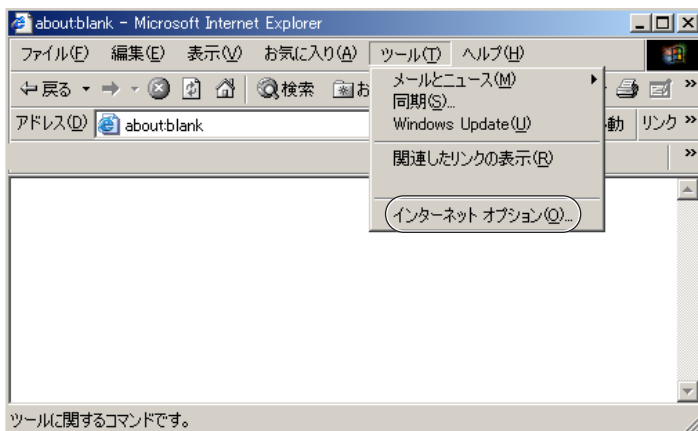 about:blank - Microsoft Internet Explorer
ファイル(F) 編集(E) 表示(V) お気に入り(A) ツール(T) ヘルプ(H)
戻る 検索 お
アドレス(D) about:blank 動 リンク
メールとニュース(M)
同期(S)...
Windows Update(U)
関連したリンクの表示(R)
インターネット オプション(O)...
ツールに関するコマンドです。